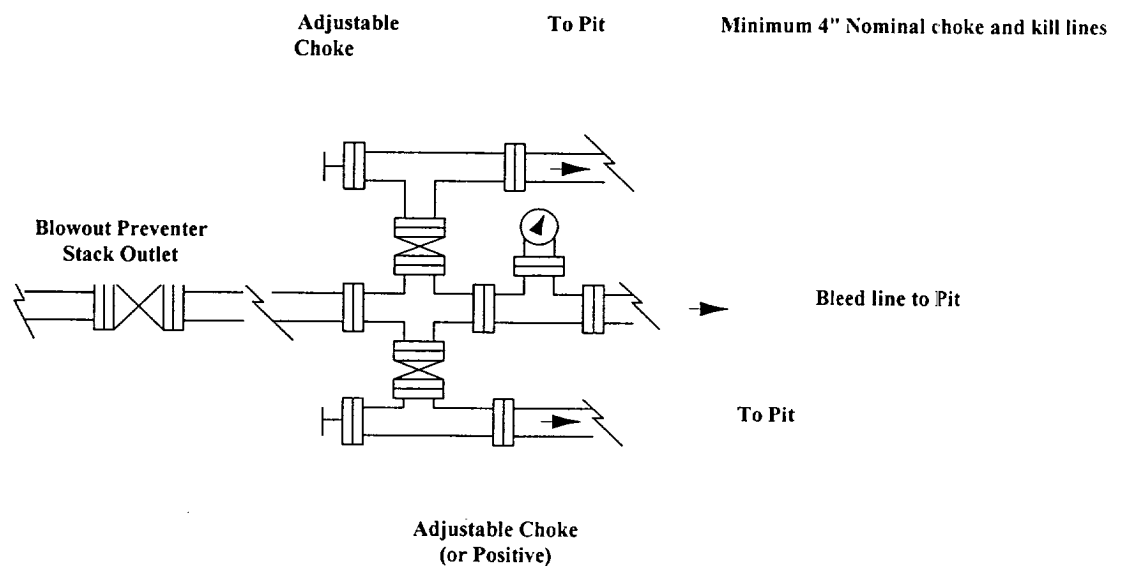 Adjustable
Choke
To Pit
Minimum 4" Nominal choke and kill lines
Blowout Preventer
Stack Outlet
Bleed line to Pit
To Pit
Adjustable Choke
(or Positive)